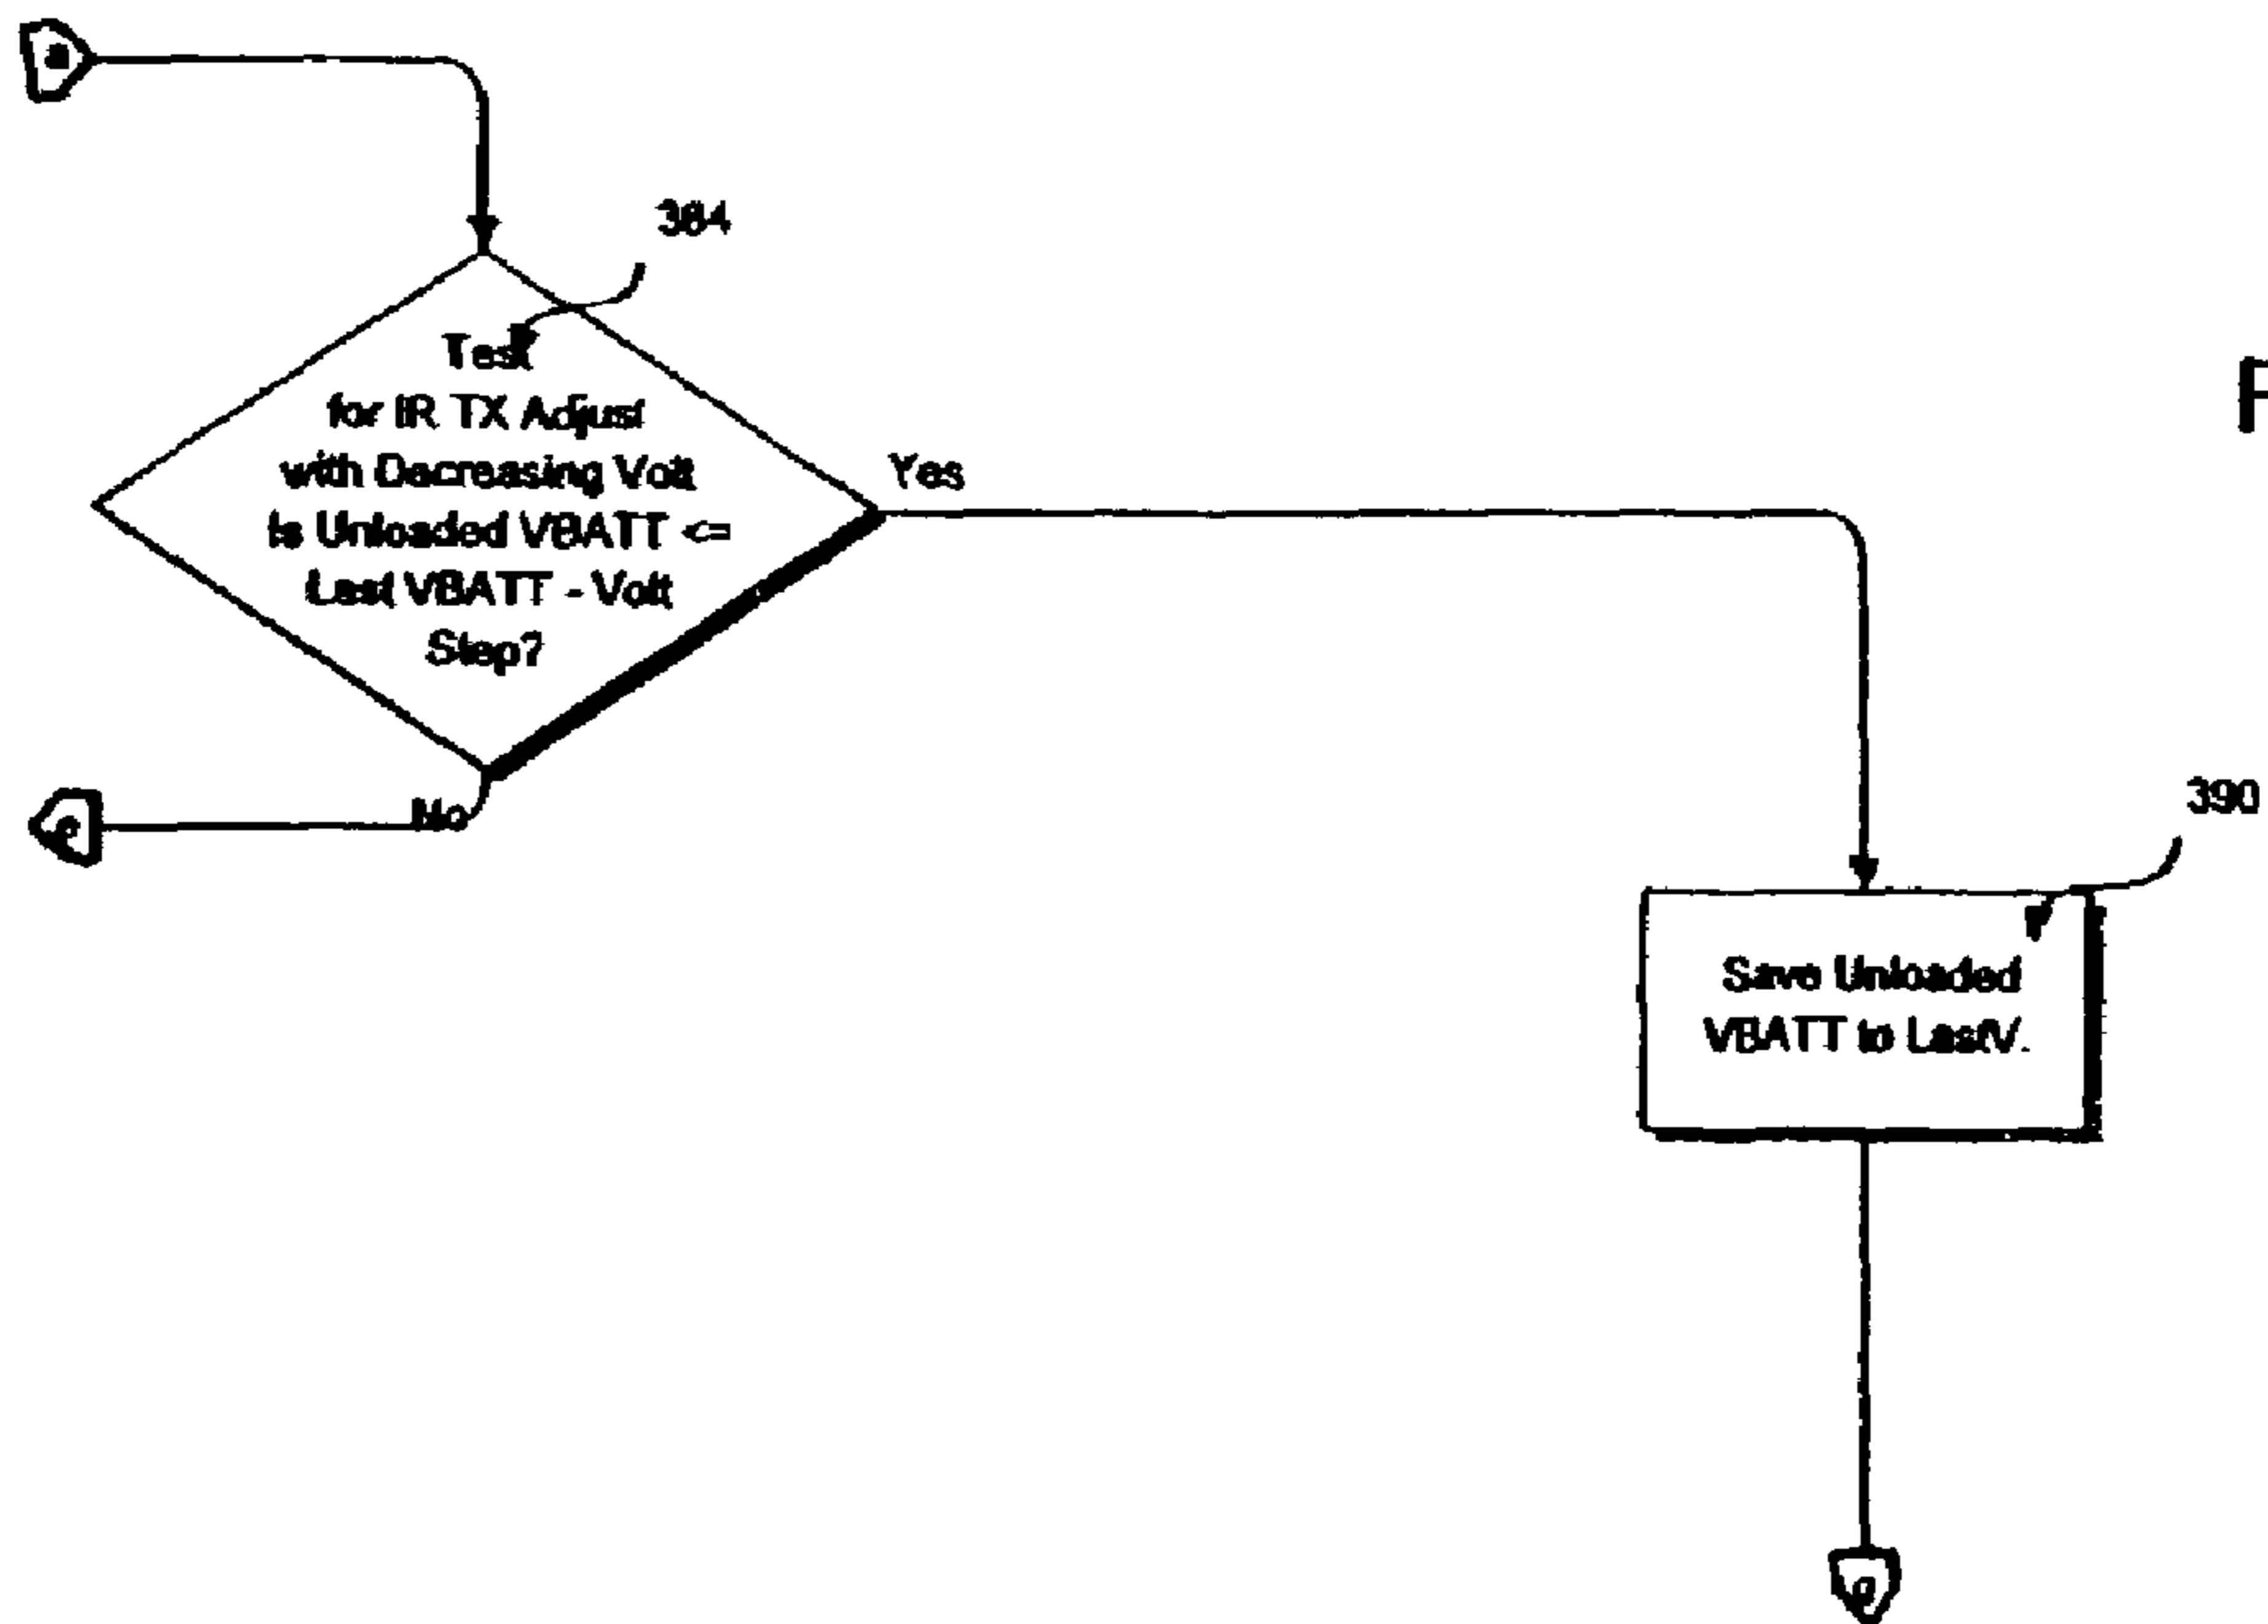 384
Test
for IR TX Adjust
with Decreasing Volt
Is Unloaded VBATT <=
Last VBATT - Volt
Step?
Yes
No
e
390
Save Unloaded
VBATT to LastV.
e
F